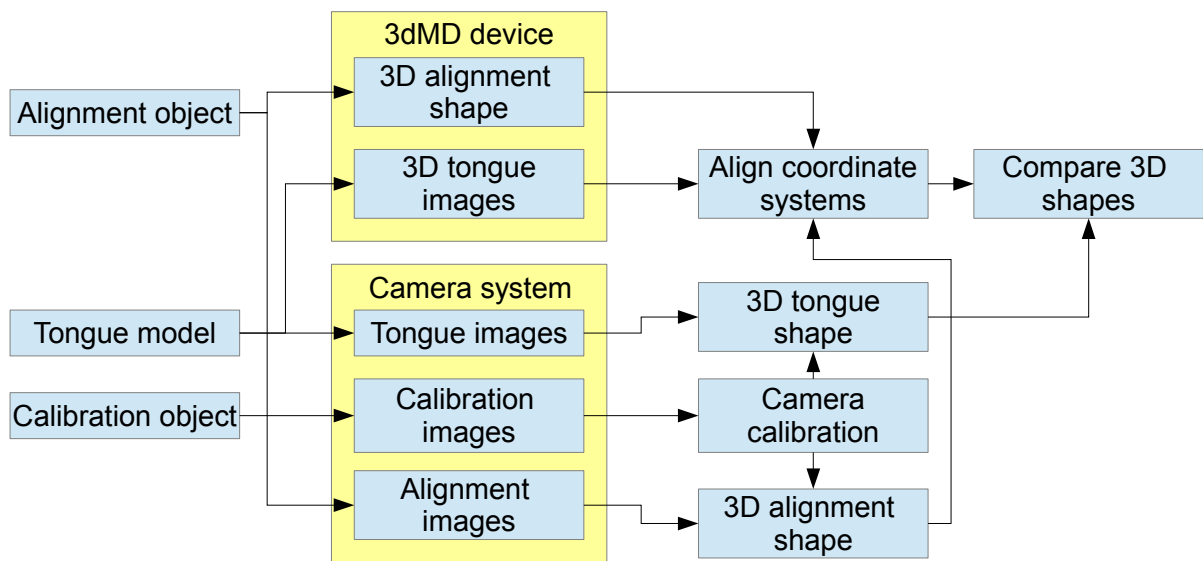 3dMD device
3D alignment
shape
Alignment object
3D tongue
images
Align coordinate
systems
Compare 3D
shapes
Camera system
Tongue model
Tongue images
3D tongue
shape
Calibration object
Calibration
images
Camera
calibration
Alignment
images
3D alignment
shape